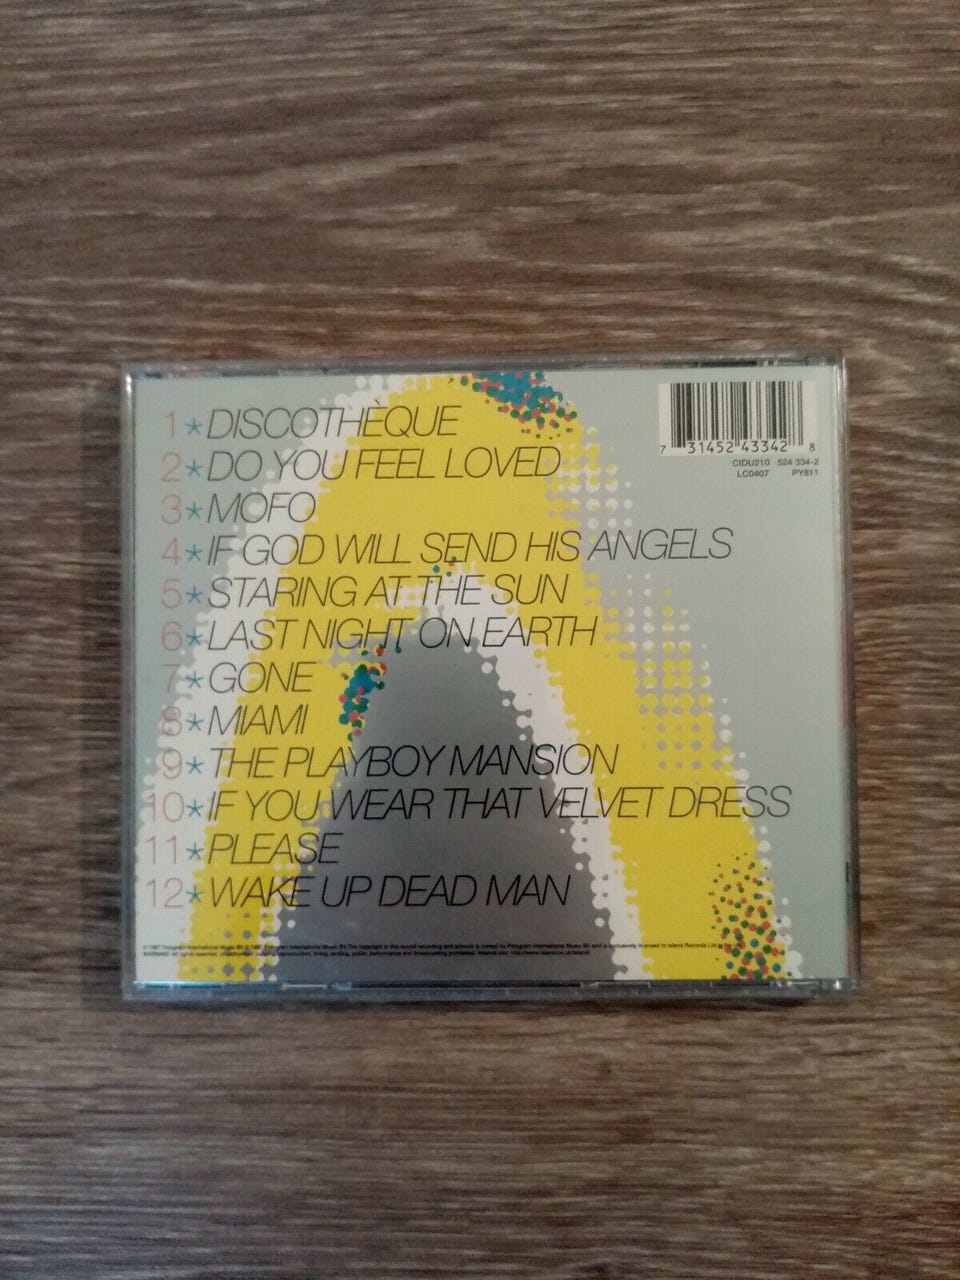 1*DISCOTHÈQUE
2*DO YOU FEEL LOVED
3*MOFO
4*IF GOD WILL SEND HIS ANGELS
5*STARING AT THE SUN
6*LAST NIGHT ON EARTH
7*GONE
8*MIAMI
9*THE PLAYBOY MANSION
10*IF YOU WEAR THAT VELVET DRESS
11*PLEASE
12*WAKE UP DEAD MAN
7 31452 43342 8
CIDU210 524 334-2
LC0407 PY811